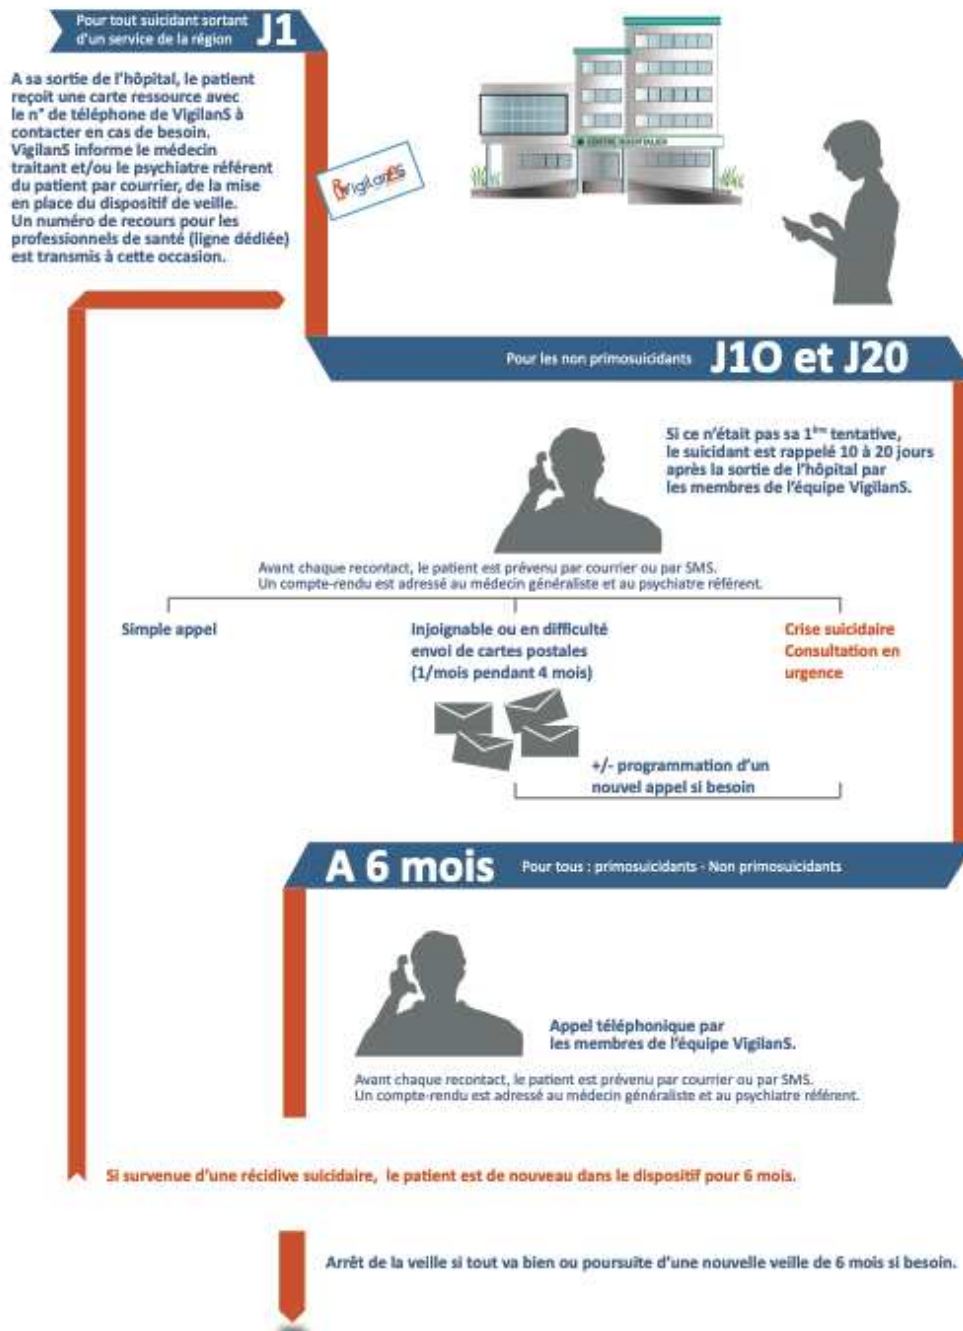 Pour tout suicidant sortant
d'un service de la région
J1
A sa sortie de l'hôpital, le patient
reçoit une carte ressource avec
le n° de téléphone de VigilanS à
contacter en cas de besoin.
VigilanS informe le médecin
traitant et/ou le psychiatre référent
du patient par courrier, de la mise
en place du dispositif de veille.
Un numéro de recours pour les
professionnels de santé (ligne dédiée)
est transmis à cette occasion.
VigilanS
CENTRE HOSPITALIER
Pour les non primosuicidants
J1O et J20
Si ce n'était pas sa 1ère tentative,
le suicidant est rappelé 10 à 20 jours
après la sortie de l'hôpital par
les membres de l'équipe VigilanS.
Avant chaque recontact, le patient est prévenu par courrier ou par SMS.
Un compte-rendu est adressé au médecin généraliste et au psychiatre référent.
Simple appel
Injoignable ou en difficulté
envoi de cartes postales
(1/mois pendant 4 mois)
Crise suicidaire
Consultation en
urgence
+/- programmation d'un
nouvel appel si besoin
A 6 mois
Pour tous : primosuicidants - Non primosuicidants
Appel téléphonique par
les membres de l'équipe VigilanS.
Avant chaque recontact, le patient est prévenu par courrier ou par SMS.
Un compte-rendu est adressé au médecin généraliste et au psychiatre référent.
Si survenue d'une récidive suicidaire, le patient est de nouveau dans le dispositif pour 6 mois.
Arrêt de la veille si tout va bien ou poursuite d'une nouvelle veille de 6 mois si besoin.